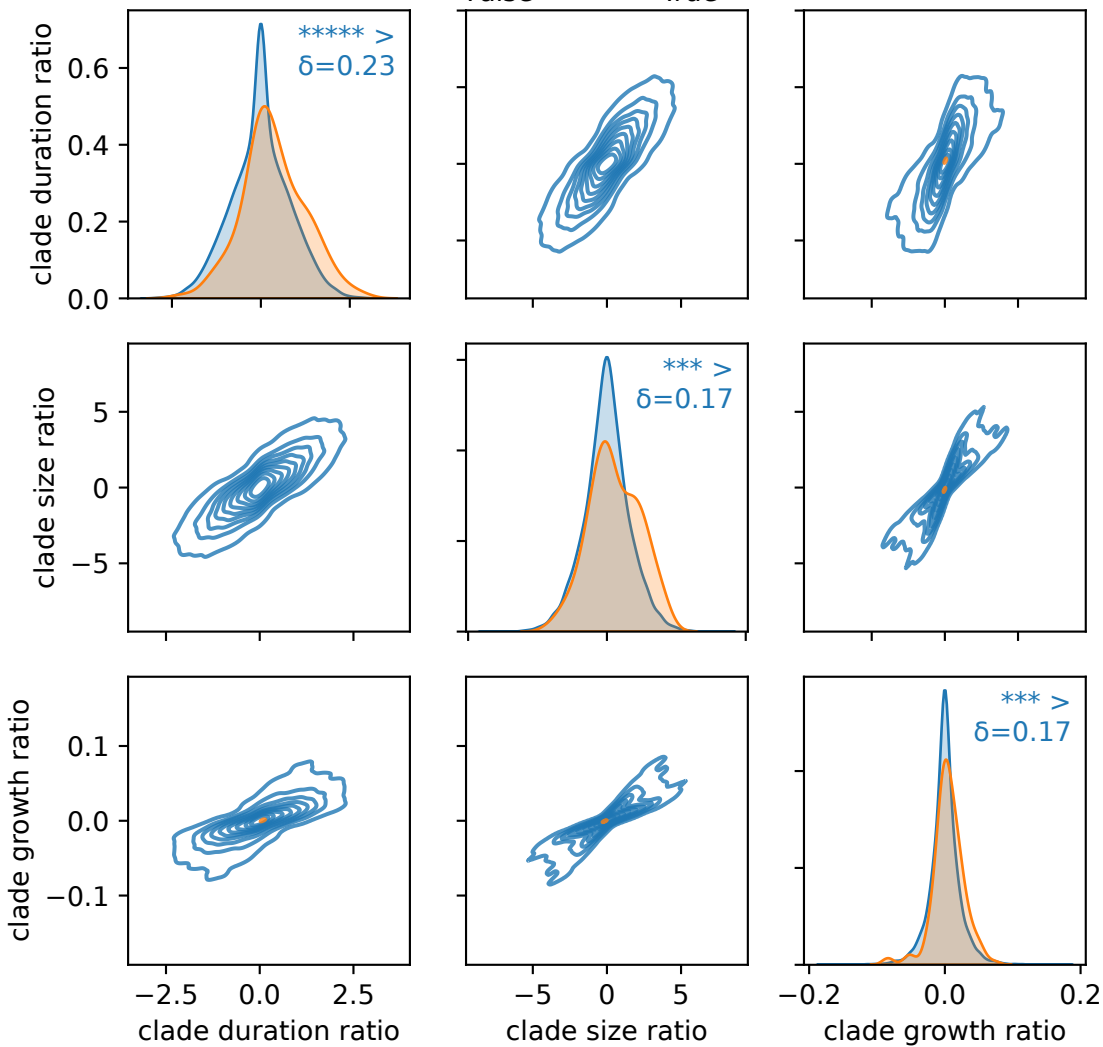 ***** >
δ=0.23
clade duration ratio
0.6
0.4
0.2
0.0
*** >
δ=0.17
clade size ratio
5
0
−5
*** >
δ=0.17
clade growth ratio
0.1
0.0
−0.1
−2.5 0.0 2.5
−5 0 5
−0.2 0.0 0.2
clade duration ratio
clade size ratio
clade growth ratio